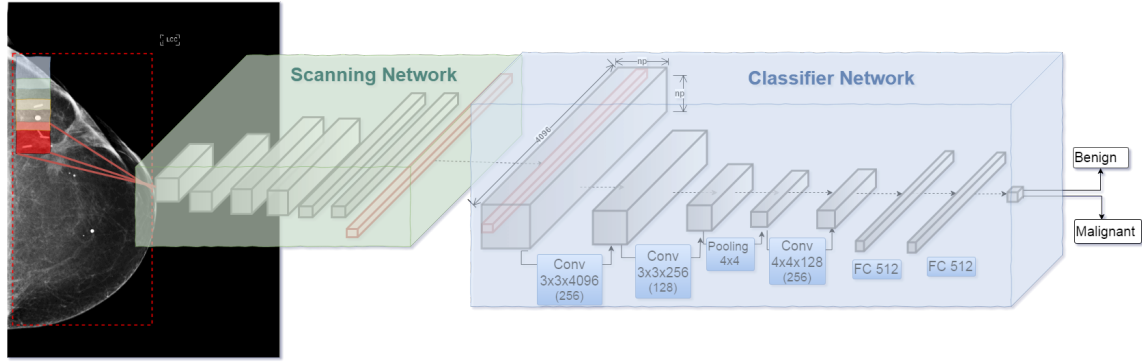 LCC
Scanning Network
Classifier Network
np
np
4096
Conv
3x3x4096
(256)
Conv
3x3x256
(128)
Pooling
4x4
Conv
4x4x128
(256)
FC 512
FC 512
Benign
Malignant